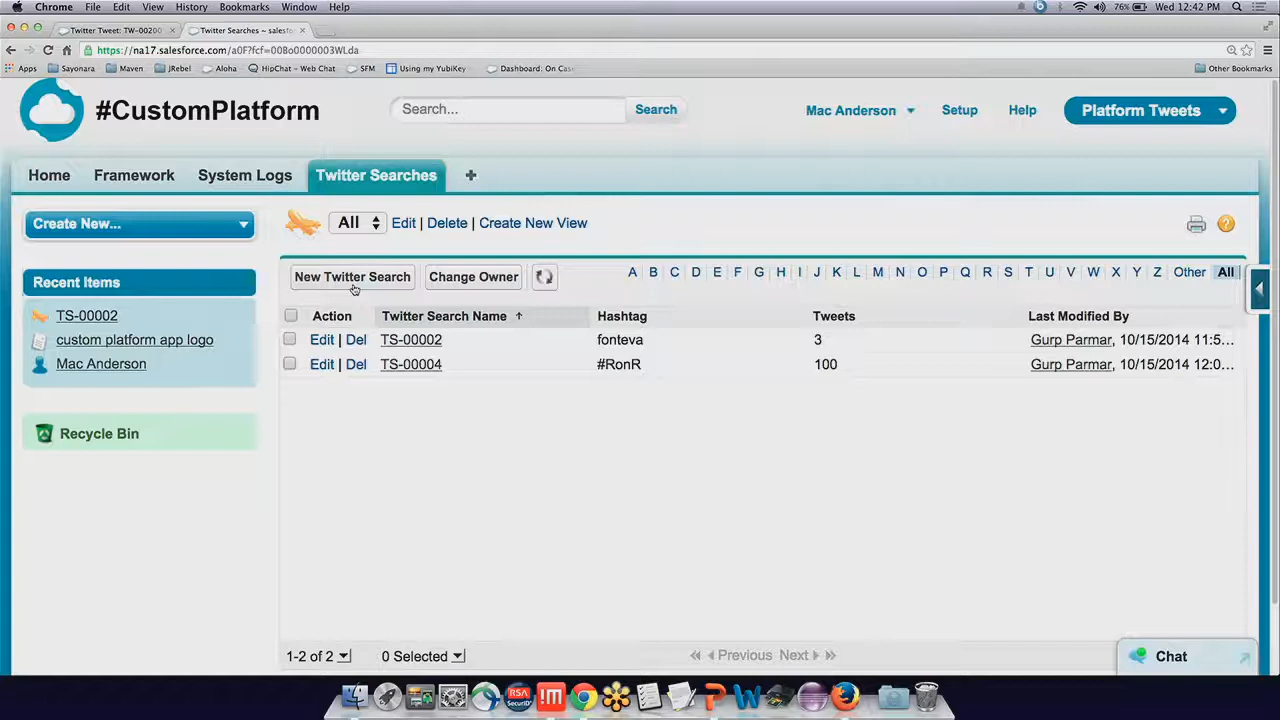 Chrome File Edit View History Bookmarks Window Help 76% Wed 12:42 PM
Twitter Tweet: TW-00200 Twitter Searches ~ salesfo
https://na17.salesforce.com/a0F?fcf=00Bo0000003WLda
Apps Sayonara Maven JRebel Aloha HipChat - Web Chat SFM Using my YubiKey Dashboard: On Cas Other Bookmarks
#CustomPlatform Search... Search Mac Anderson Setup Help Platform Tweets
Home Framework System Logs Twitter Searches +
Create New... All Edit | Delete | Create New View
New Twitter Search Change Owner A B C D E F G H I J K L M N O P Q R S T U V W X Y Z Other All
Recent Items
TS-00002
custom platform app logo
Mac Anderson
Recycle Bin
Action Twitter Search Name Hashtag Tweets Last Modified By
Edit | Del TS-00002 fonteva 3 Gurp Parmar, 10/15/2014 11:5...
Edit | Del TS-00004 #RonR 100 Gurp Parmar, 10/15/2014 12:0...
1-2 of 2 0 Selected Previous Next
Chat
RSA SecurID